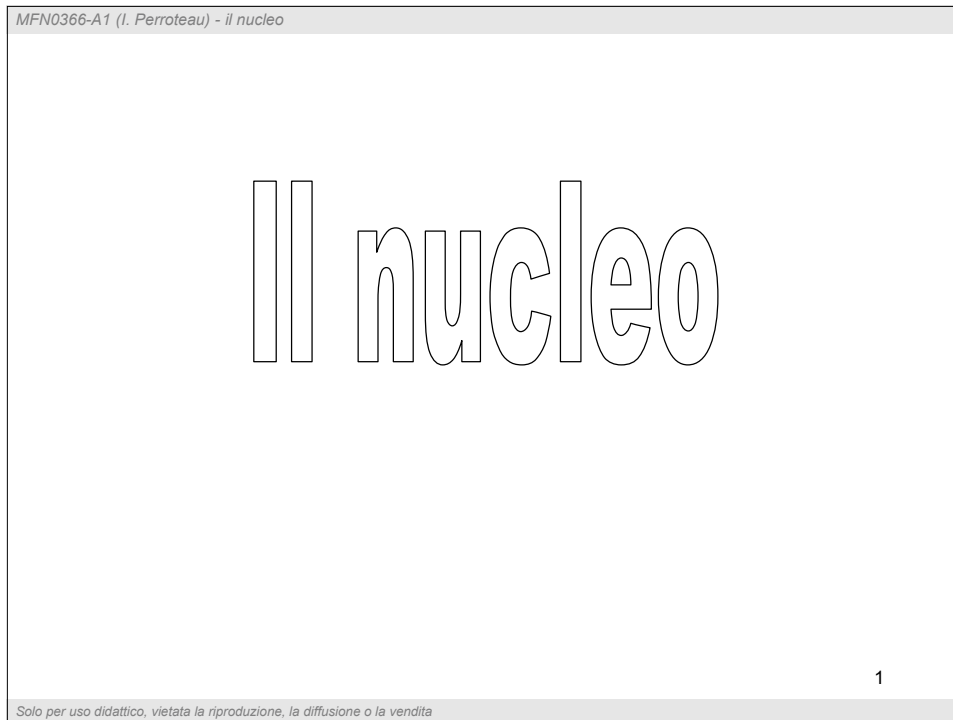 MFN0366-A1 (I. Perroteau) - il nucleo
Il nucleo
1
Solo per uso didattico, vietata la riproduzione, la diffusione o la vendita